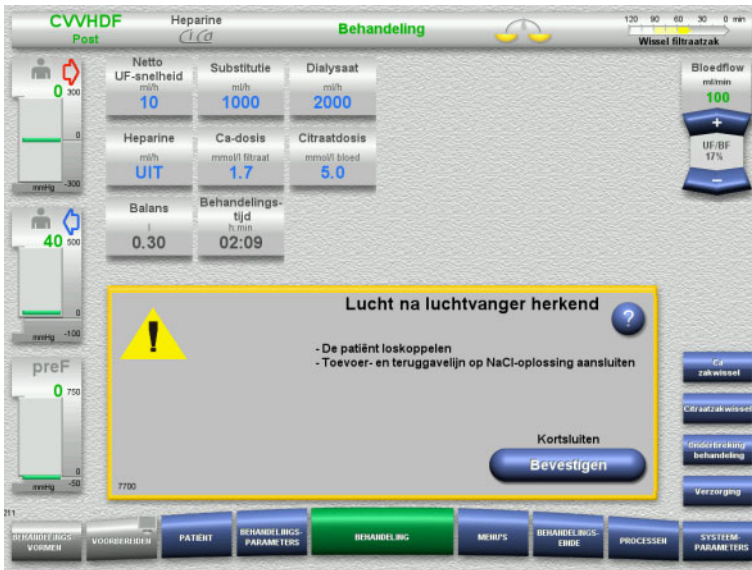 CVVHDF
Post
Heparine
Ci Ca
Behandeling
120 90 60 30 0 min
Wissel filtraatzak
0
300
0
mmHg -300
40
500
0
mmHg -100
preF
0
750
0
mmHg -50
Netto
UF-snelheid
ml/h
10
Substitutie
ml/h
1000
Dialysaat
ml/h
2000
Heparine
ml/h
UIT
Ca-dosis
mmol/l filtraat
1.7
Citraatdosis
mmol/l bloed
5.0
Balans
l
0.30
Behandelings-
tijd
h:min
02:09
Bloedflow
ml/min
100
+
UF/BF
17%
−
Lucht na luchtvanger herkend
?
!
- De patiënt loskoppelen
- Toevoer- en teruggavelijn op NaCl-oplossing aansluiten
Kortsluiten
Bevestigen
7700
Ca
zakwissel
Citraatzakwissel
Onderbreking
behandeling
Verzorging
211
BEHANDELINGS-
VORMEN
VOORBEREIDEN
PATIËNT
BEHANDELINGS-
PARAMETERS
BEHANDELING
MENU'S
BEHANDELINGS-
EINDE
PROCESSEN
SYSTEEM-
PARAMETERS